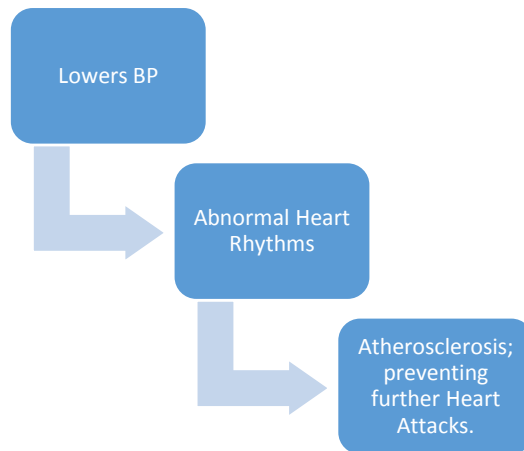 Lowers BP
Abnormal Heart
Rhythms
Atherosclerosis;
preventing
further Heart
Attacks.